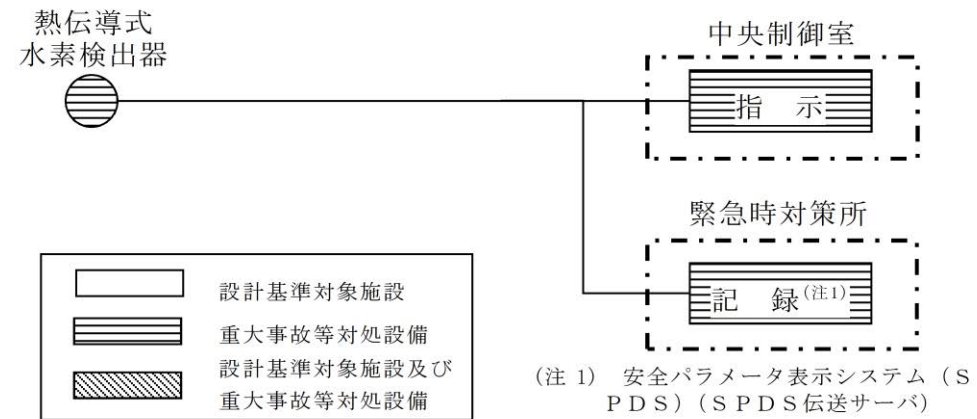 熱伝導式
水素検出器
中央制御室
指　示
緊急時対策所
記　録(注1)
設計基準対象施設
重大事故等対処設備
設計基準対象施設及び
重大事故等対処設備
(注 1)　安全パラメータ表示システム（Ｓ
ＰＤＳ）（ＳＰＤＳ伝送サーバ）